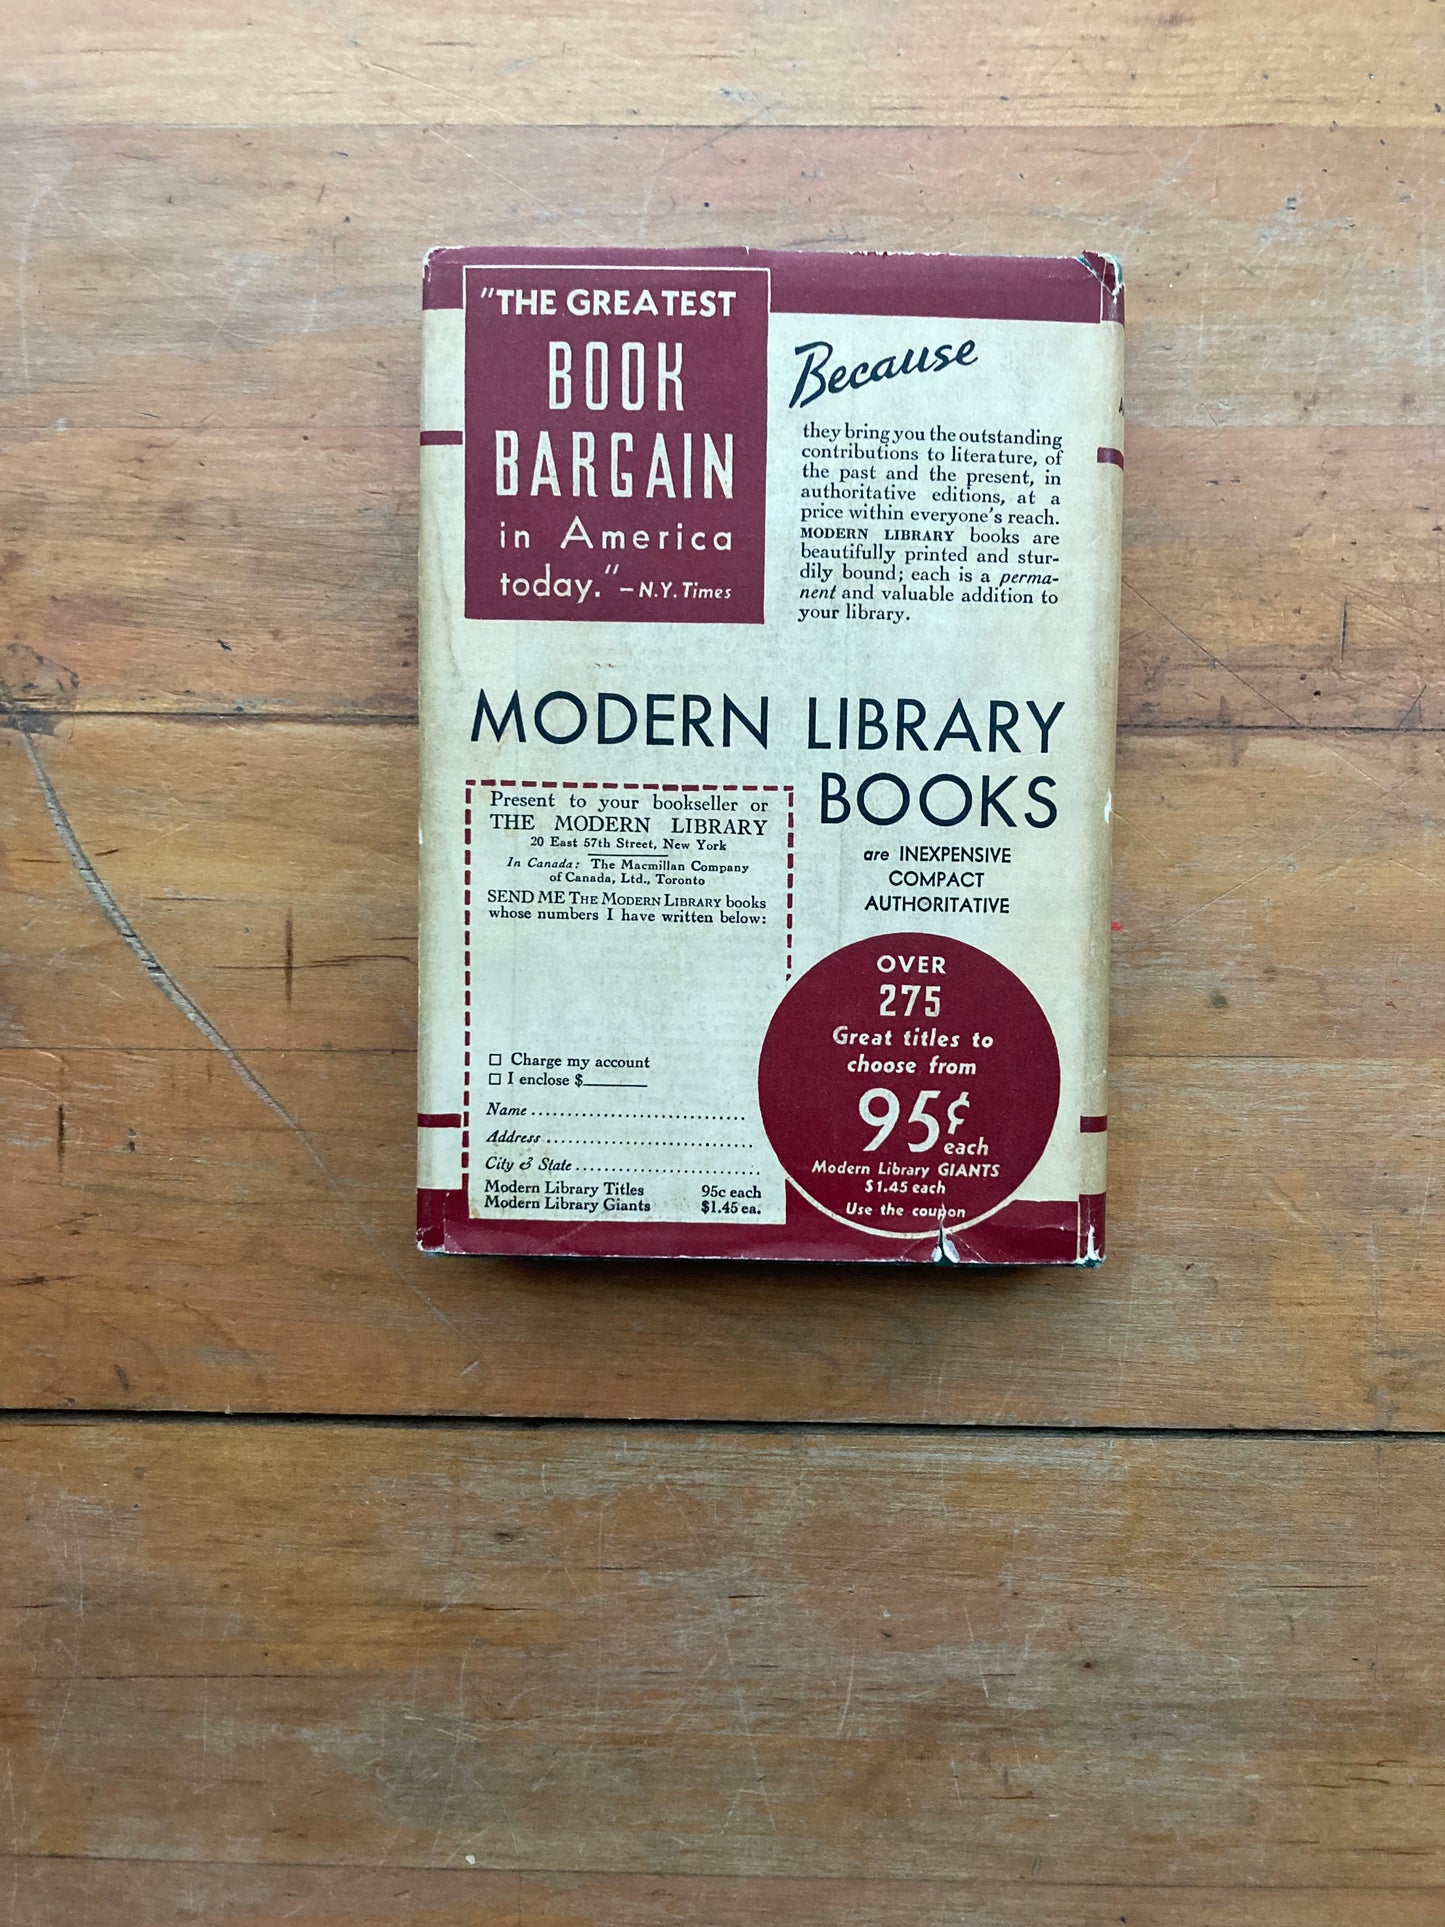 "THE GREATEST
BOOK
BARGAIN
in America
today."–N.Y. Times
Because
they bring you the outstanding
contributions to literature, of
the past and the present, in
authoritative editions, at a
price within everyone's reach.
MODERN LIBRARY books are
beautifully printed and stur-
dily bound; each is a perma-
nent and valuable addition to
your library.
MODERN LIBRARY
BOOKS
are INEXPENSIVE
COMPACT
AUTHORITATIVE
Present to your bookseller or
THE MODERN LIBRARY
20 East 57th Street, New York
In Canada: The Macmillan Company
of Canada, Ltd., Toronto
SEND ME THE MODERN LIBRARY books
whose numbers I have written below:
☐ Charge my account
☐ I enclose $________
Name..............................
Address.............................
City & State..........................
Modern Library Titles 95c each
Modern Library Giants $1.45 ea.
OVER
275
Great titles to
choose from
95¢
each
Modern Library GIANTS
$1.45 each
Use the coupon